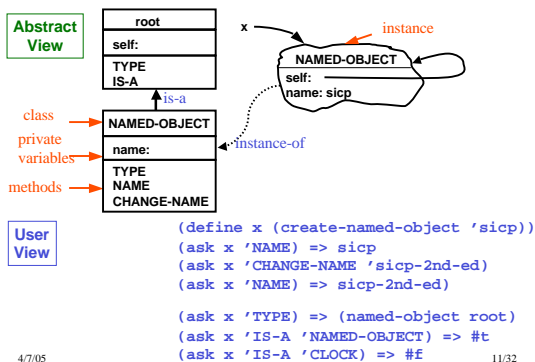 Abstract
View
root
self:
TYPE
IS-A
is-a
class
NAMED-OBJECT
private
variables
name:
methods
TYPE
NAME
CHANGE-NAME
x
instance
NAMED-OBJECT
self:
name: sicp
instance-of
User
View
(define x (create-named-object 'sicp))
(ask x 'NAME) => sicp
(ask x 'CHANGE-NAME 'sicp-2nd-ed)
(ask x 'NAME) => sicp-2nd-ed)
(ask x 'TYPE) => (named-object root)
(ask x 'IS-A 'NAMED-OBJECT) => #t
(ask x 'IS-A 'CLOCK) => #f
4/7/05
11/32